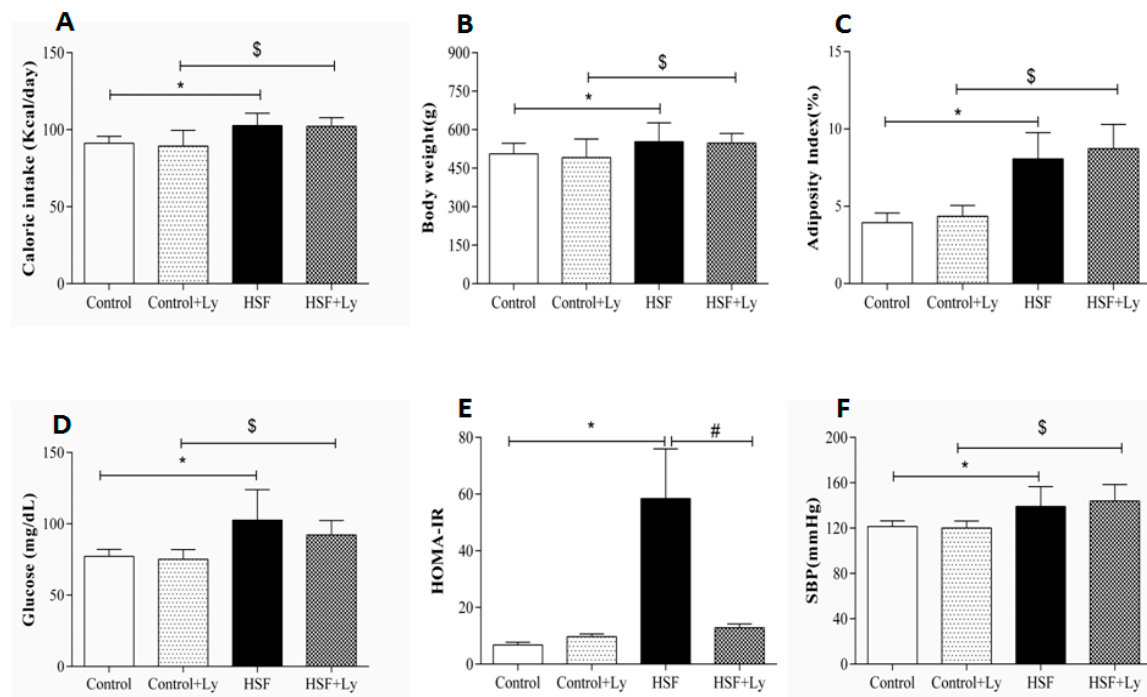 A
Caloric intake (Kcal/day)
150
100
50
0
*
$
Control
Control+Ly
HSF
HSF+Ly
B
Body weight(g)
900
750
600
450
300
150
0
*
$
Control
Control+Ly
HSF
HSF+Ly
C
Adiposity Index(%)
15
10
5
0
*
$
Control
Control+Ly
HSF
HSF+Ly
D
Glucose (mg/dL)
150
100
50
0
*
$
Control
Control+Ly
HSF
HSF+Ly
E
HOMA-IR
80
60
40
20
0
*
#
Control
Control+Ly
HSF
HSF+Ly
F
SBP(mmHg)
200
160
120
80
40
0
*
$
Control
Control+Ly
HSF
HSF+Ly